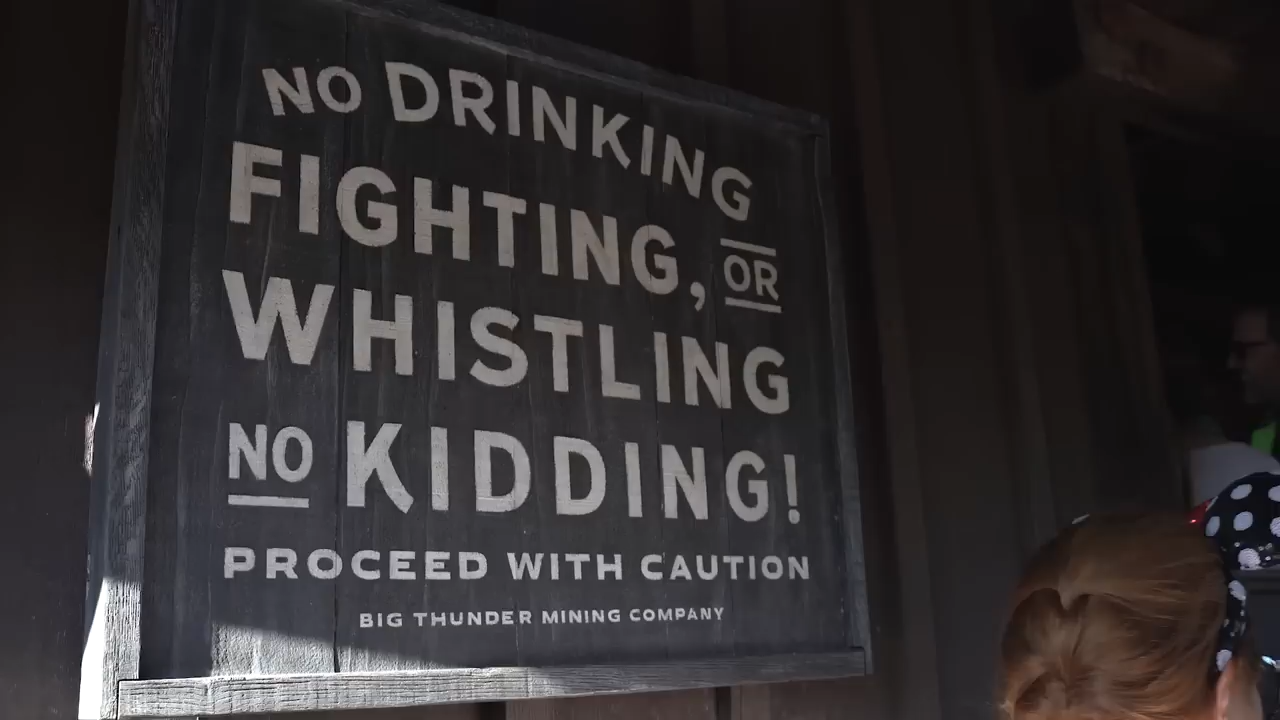 NO DRINKING
FIGHTING, OR
WHISTLING
NO KIDDING!
PROCEED WITH CAUTION
BIG THUNDER MINING COMPANY